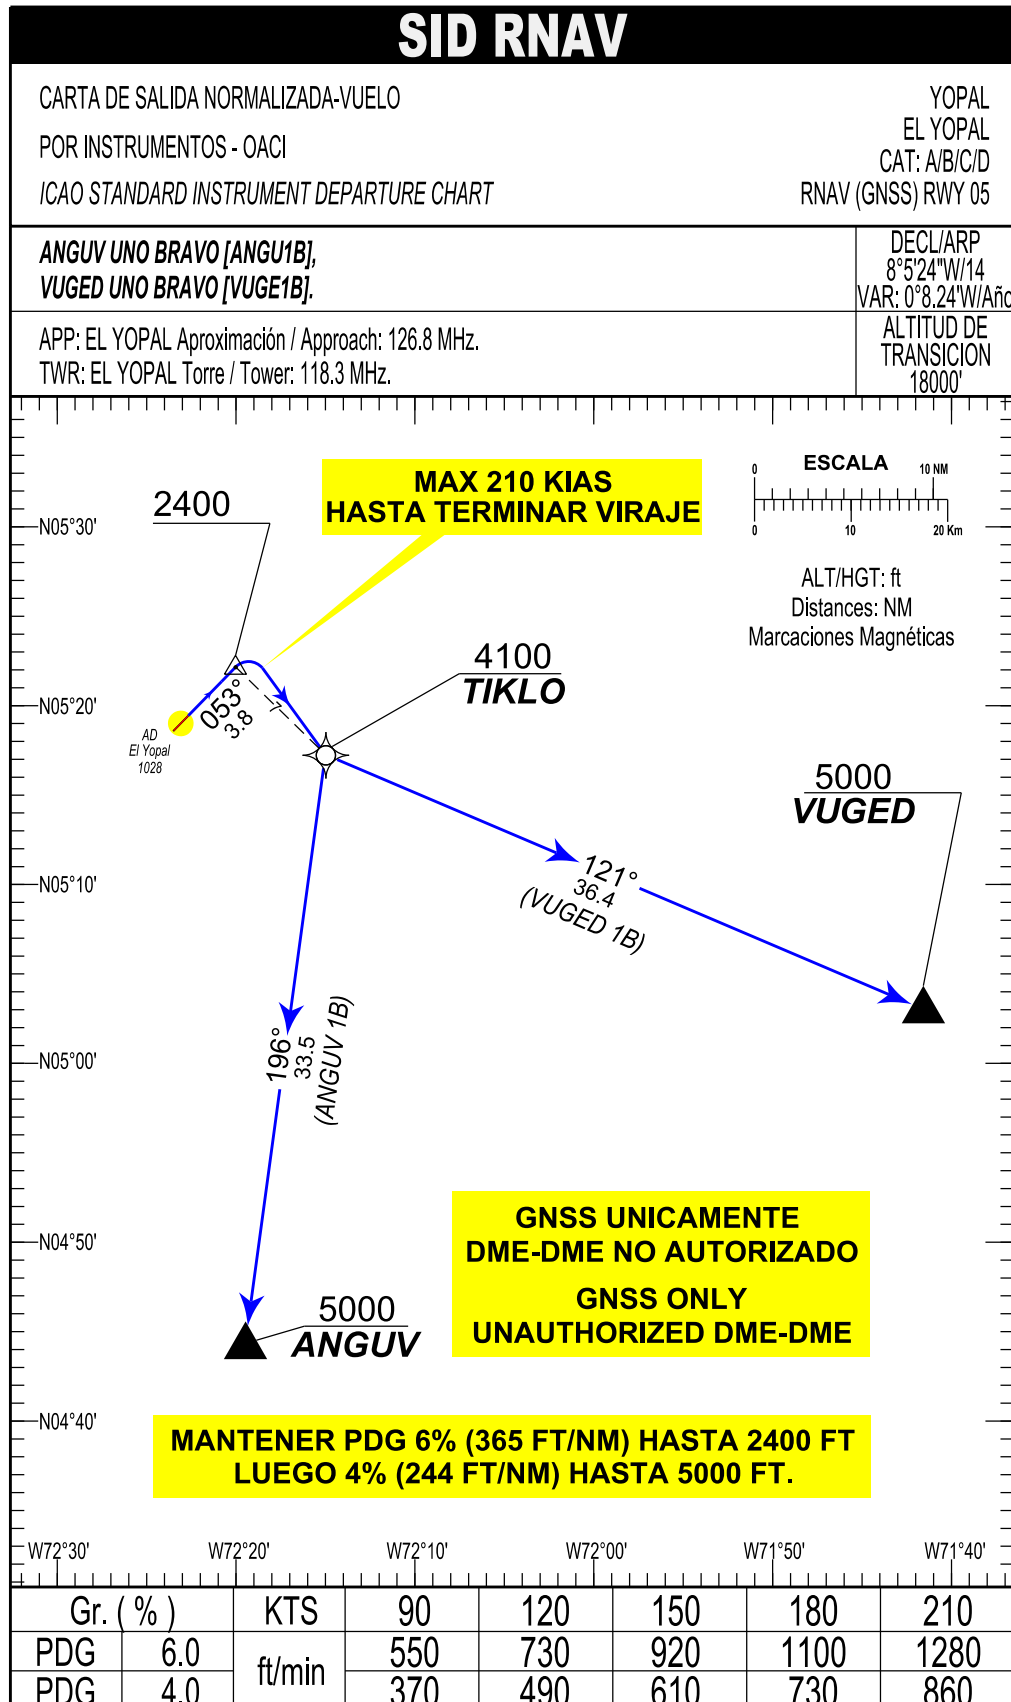 SID RNAV
CARTA DE SALIDA NORMALIZADA-VUELO
POR INSTRUMENTOS - OACI
ICAO STANDARD INSTRUMENT DEPARTURE CHART
YOPAL
EL YOPAL
CAT: A/B/C/D
RNAV (GNSS) RWY 05
ANGUV UNO BRAVO [ANGU1B],
VUGED UNO BRAVO [VUGE1B].
DECL/ARP
8°5'24"W/14
VAR: 0°8.24'W/Año
APP: EL YOPAL Aproximación / Approach: 126.8 MHz.
TWR: EL YOPAL Torre / Tower: 118.3 MHz.
ALTITUD DE
TRANSICION
18000'
MAX 210 KIAS
HASTA TERMINAR VIRAJE
0 ESCALA 10 NM
0 10 20 Km
ALT/HGT: ft
Distances: NM
Marcaciones Magnéticas
2400
N05°30'
4100
TIKLO
N05°20'
053°
3.8
7
AD
El Yopal
1028
5000
VUGED
N05°10'
121°
36.4
(VUGED 1B)
N05°00'
196°
33.5
(ANGUV 1B)
N04°50'
GNSS UNICAMENTE
DME-DME NO AUTORIZADO
GNSS ONLY
UNAUTHORIZED DME-DME
5000
ANGUV
N04°40'
MANTENER PDG 6% (365 FT/NM) HASTA 2400 FT
LUEGO 4% (244 FT/NM) HASTA 5000 FT.
W72°30' W72°20' W72°10' W72°00' W71°50' W71°40'
Gr. ( % ) KTS 90 120 150 180 210
PDG 6.0 ft/min 550 730 920 1100 1280
PDG 4.0 370 490 610 730 860